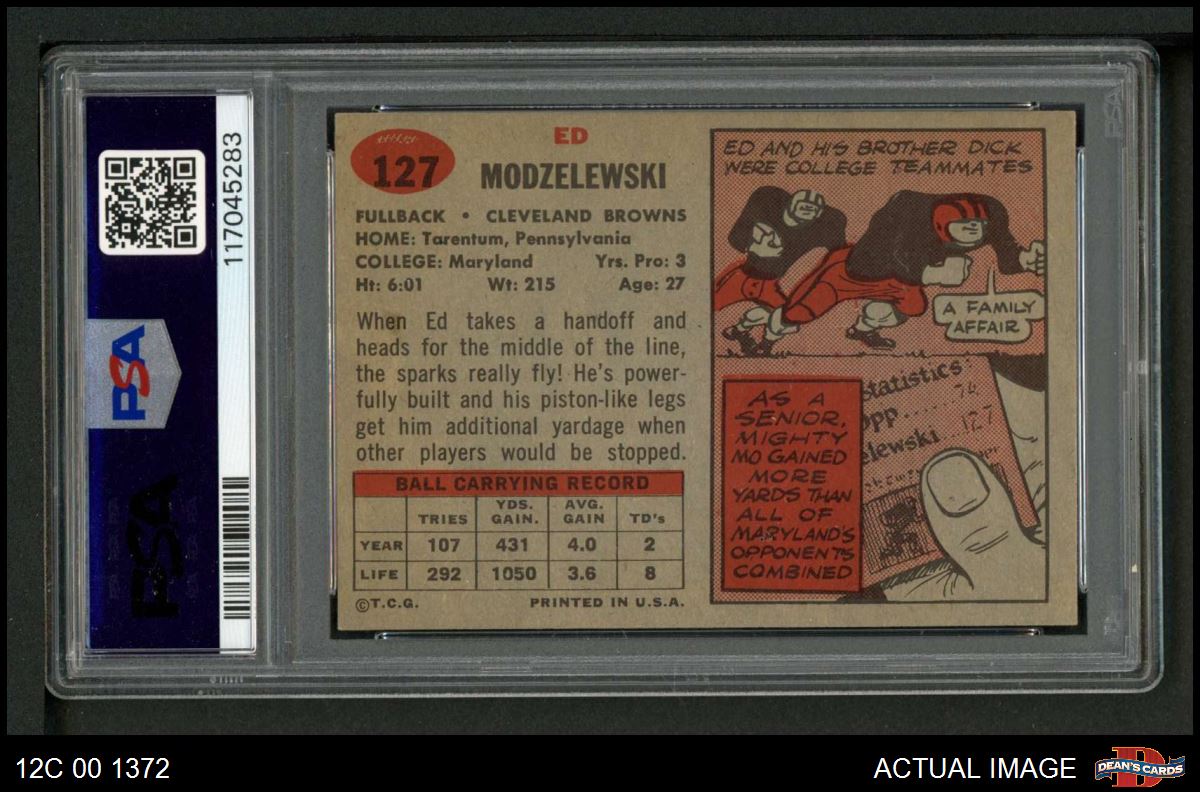 117045283
PSA
PSA
127
ED
MODZELEWSKI
FULLBACK • CLEVELAND BROWNS
HOME: Tarentum, Pennsylvania
COLLEGE: Maryland Yrs. Pro: 3
Ht: 6:01 Wt: 215 Age: 27
When Ed takes a handoff and
heads for the middle of the line,
the sparks really fly! He's power-
fully built and his piston-like legs
get him additional yardage when
other players would be stopped.
BALL CARRYING RECORD
TRIES YDS. GAIN. AVG. GAIN TD's
YEAR 107 431 4.0 2
LIFE 292 1050 3.6 8
©T.C.G. PRINTED IN U.S.A.
ED AND HIS BROTHER DICK
WERE COLLEGE TEAMMATES
A FAMILY
AFFAIR
statistics:
opp.....74
elewski...127
AS A
SENIOR,
MIGHTY
MO GAINED
MORE
YARDS THAN
ALL OF
MARYLAND'S
OPPONENTS
COMBINED
12C 00 1372
ACTUAL IMAGE
DEAN'S CARDS